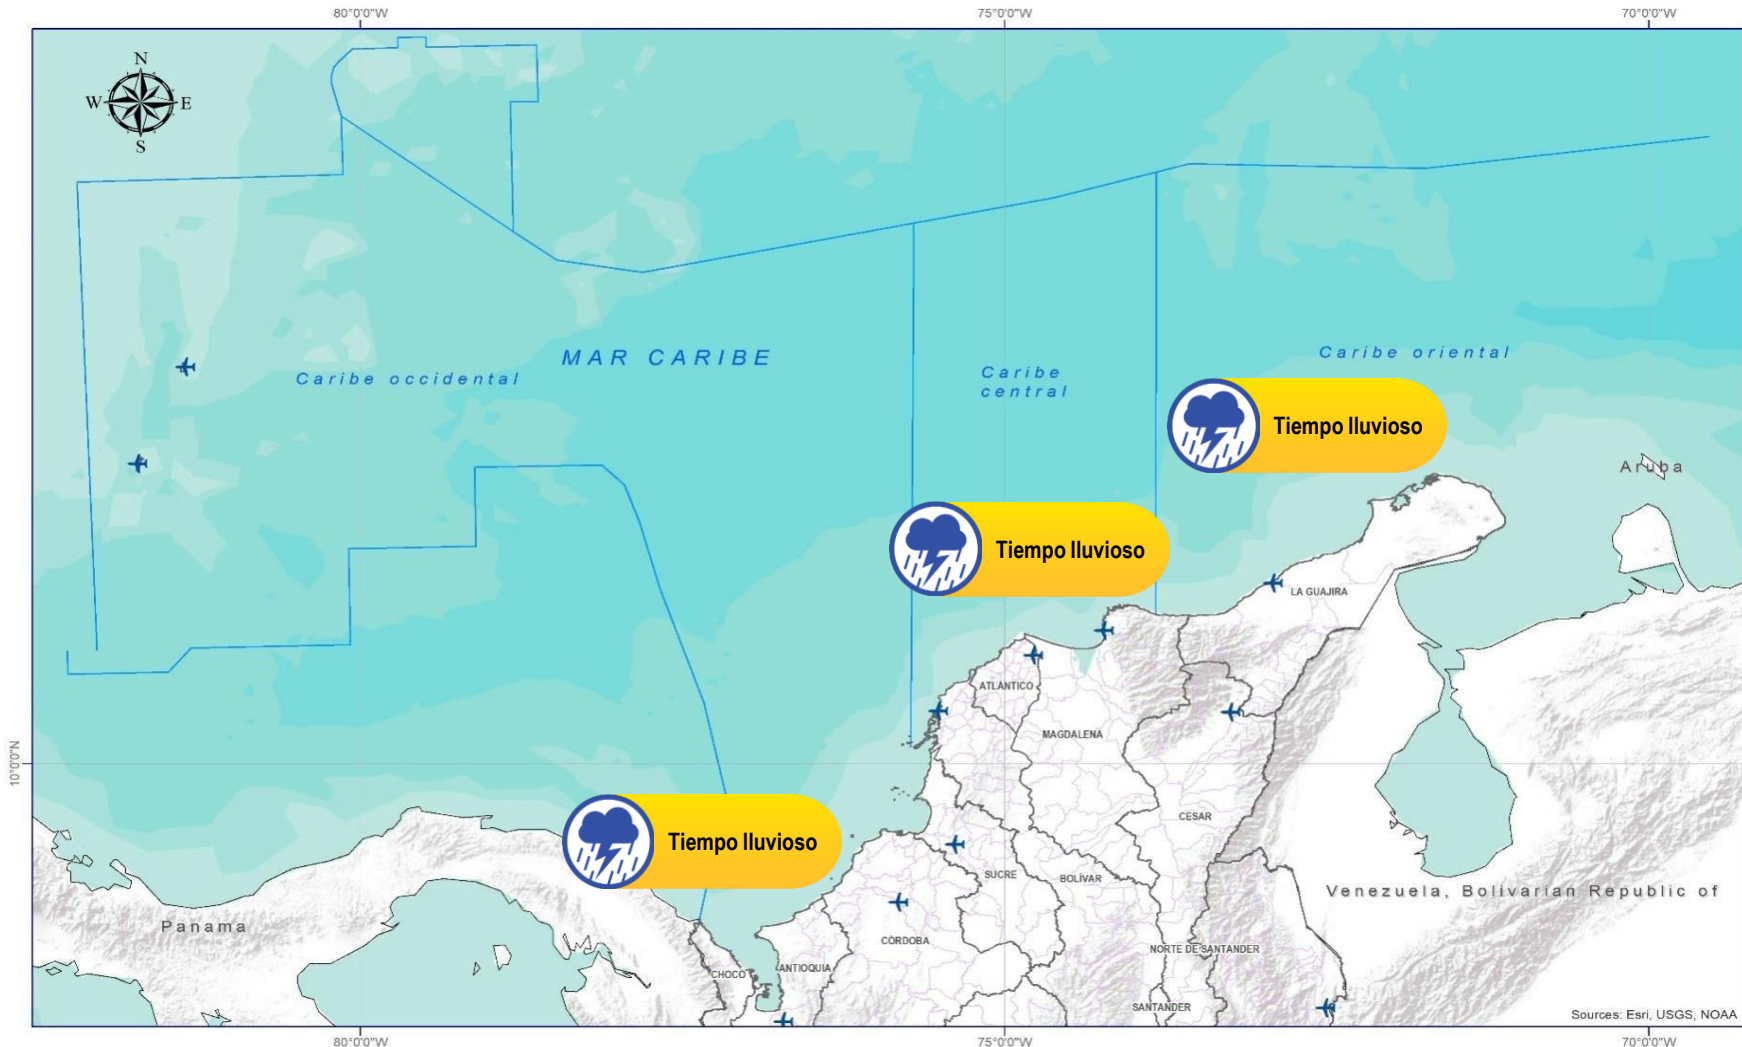 80°0'0"W
75°0'0"W
70°0'0"W
N
W
E
S
MAR CARIBE
Caribe occidental
Caribe
central
Caribe oriental
Tiempo lluvioso
Aruba
Tiempo lluvioso
LA GUAJIRA
ATLÁNTICO
MAGDALENA
10°0'0"N
CESAR
Tiempo lluvioso
SUCRE
BOLÍVAR
Venezuela, Bolivarian Republic of
Panama
CÓRDOBA
NORTE DE SANTANDER
CHOCO
ANTIOQUIA
SANTANDER
Sources: Esri, USGS, NOAA
80°0'0"W
75°0'0"W
70°0'0"W